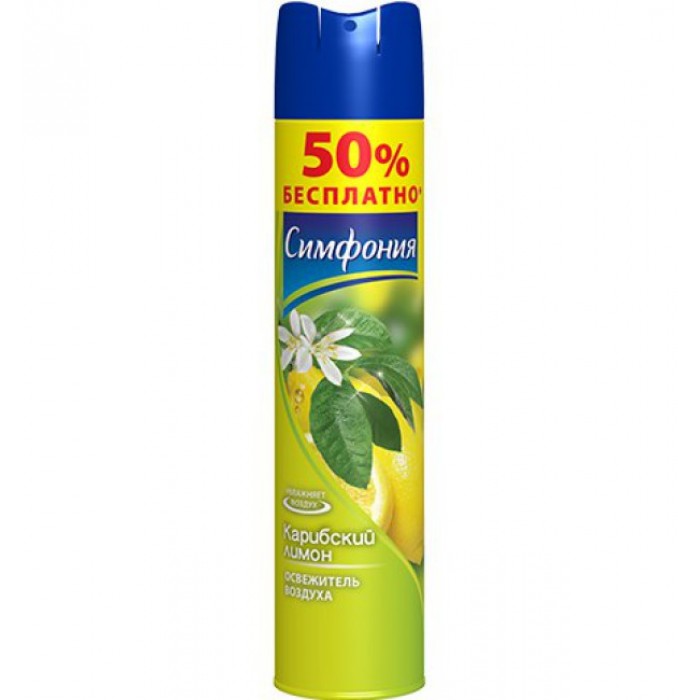 50%
БЕСПЛАТНО*
Симфония
УВЛАЖНЯЕТ
ВОЗДУХ
Карибский
лимон
ОСВЕЖИТЕЛЬ
ВОЗДУХА